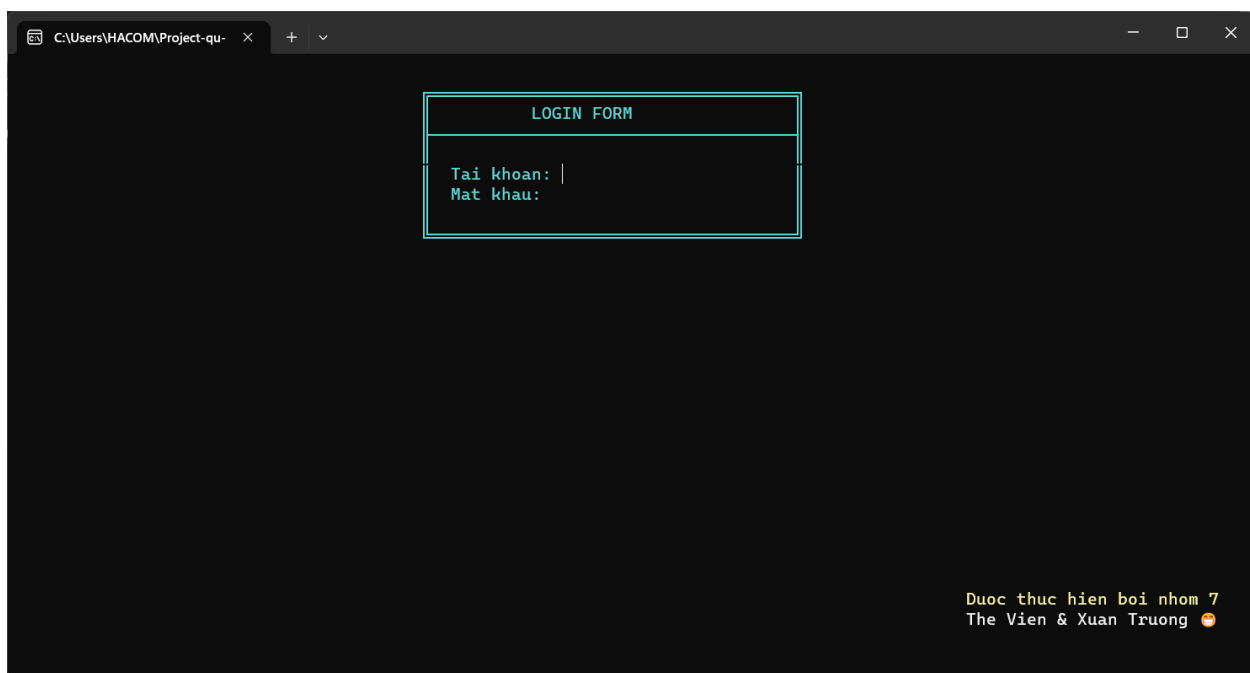 C:\Users\HACOM\Project-qu-
LOGIN FORM
Tai khoan:
Mat khau:
Duoc thuc hien boi nhom 7
The Vien & Xuan Truong 😁